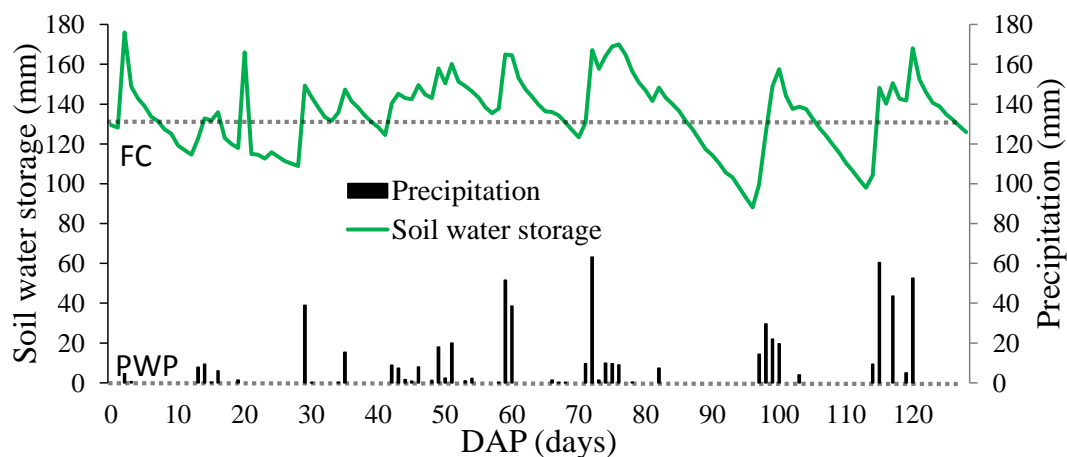 Soil water storage (mm)
180
160
140
120
100
80
60
40
20
0
FC
PWP
Precipitation
Soil water storage
180
160
140
120
100
80
60
40
20
0
Precipitation (mm)
0 10 20 30 40 50 60 70 80 90 100 110 120
DAP (days)